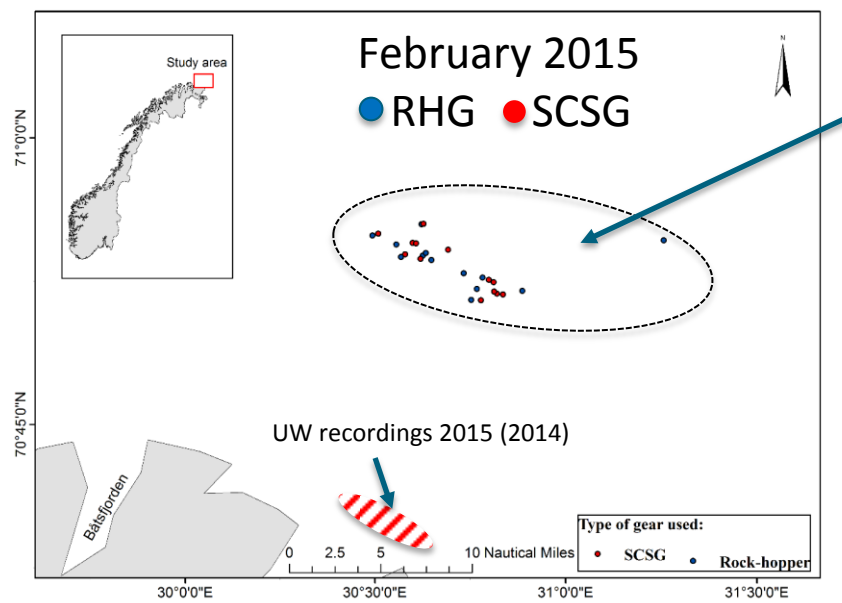 February 2015
RHG SCSG
Study area
N
71°0'0"N
70°45'0"N
UW recordings 2015 (2014)
Båtsfjorden
0 2.5 5 10 Nautical Miles
Type of gear used:
SCSG Rock-hopper
30°0'0"E 30°30'0"E 31°0'0"E 31°30'0"E